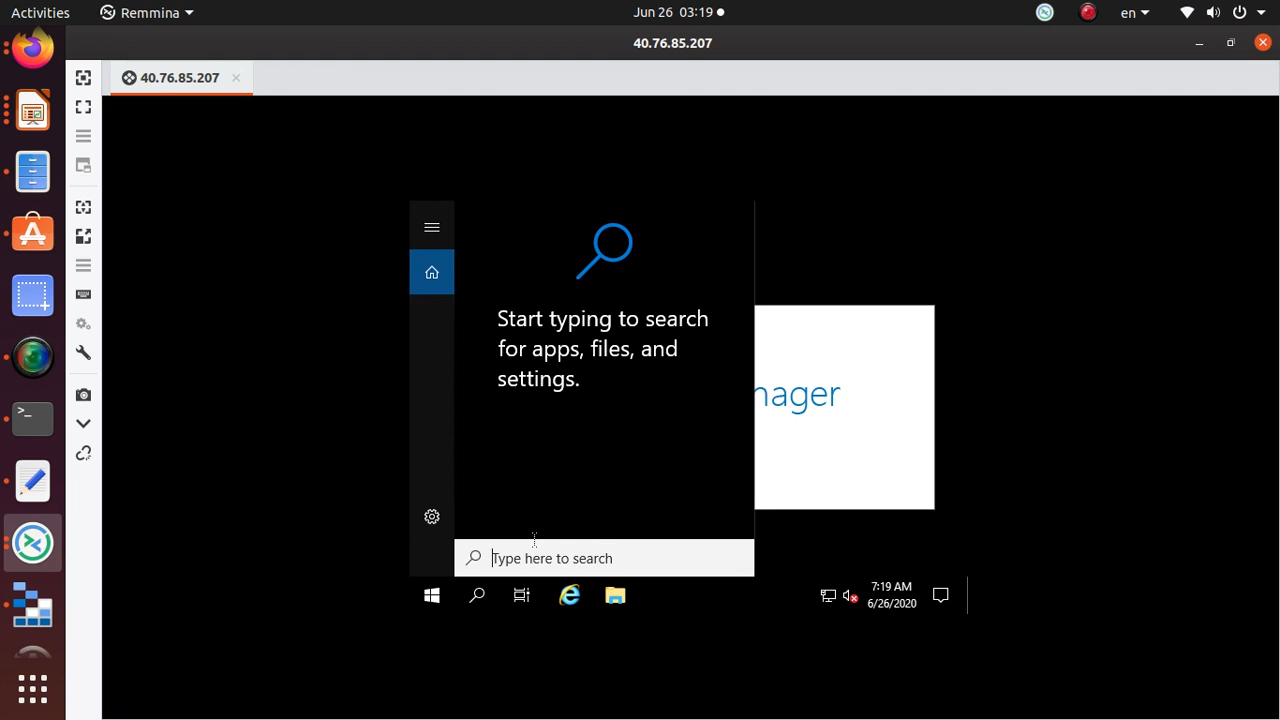 Activities
Remmina
Jun 26 03:19
en
40.76.85.207
40.76.85.207
Start typing to search
for apps, files, and
settings.
nager
Type here to search
7:19 AM
6/26/2020